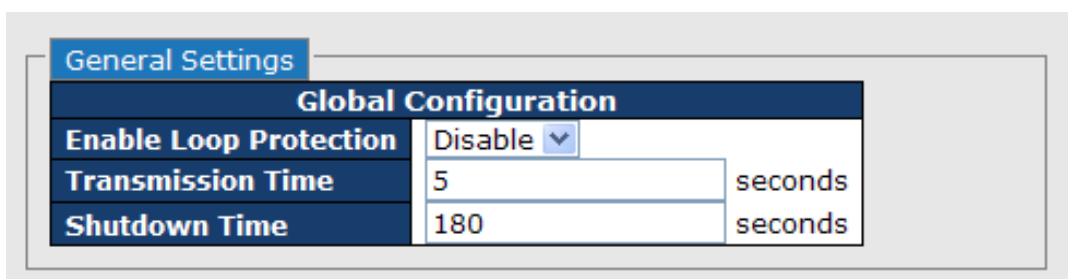 General Settings
Global Configuration
Enable Loop Protection Disable
Transmission Time 5 seconds
Shutdown Time 180 seconds